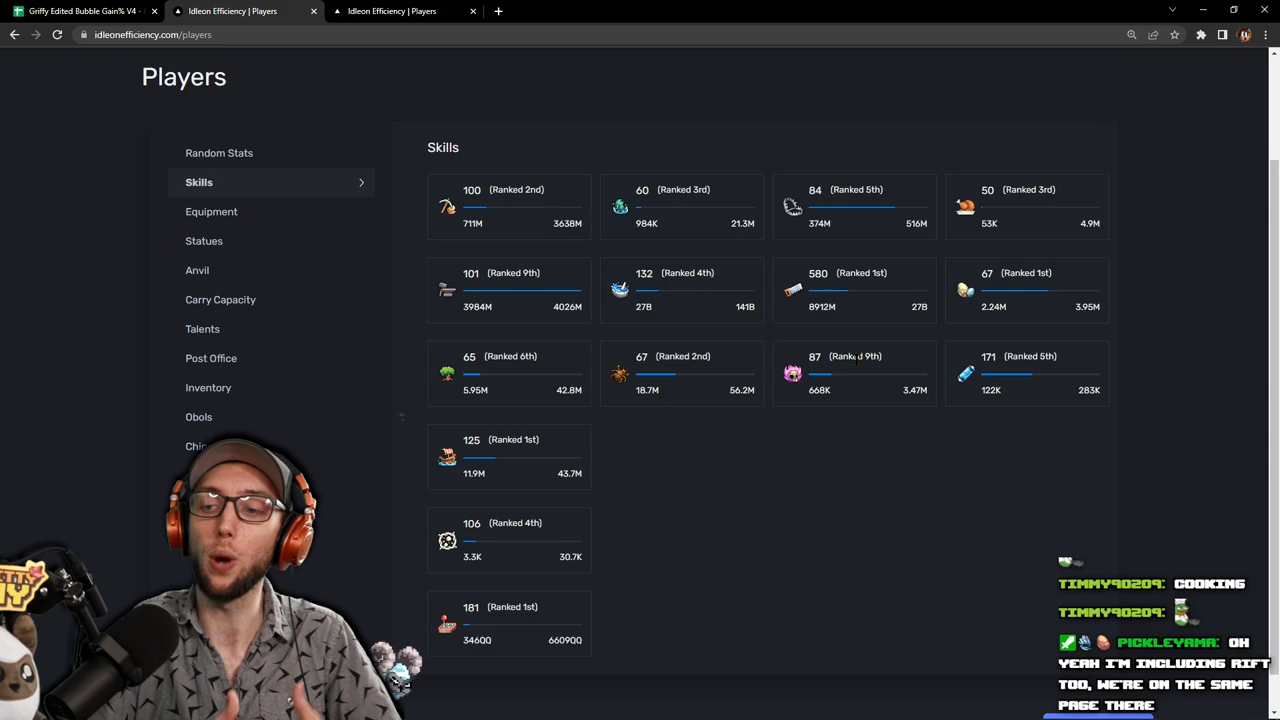 Griffy Edited Bubble Gain% V4 -
Idleon Efficiency | Players
Idleon Efficiency | Players
idleonefficiency.com/players
Players
Random Stats
Skills
Equipment
Statues
Anvil
Carry Capacity
Talents
Post Office
Inventory
Obols
Skills
100 (Ranked 2nd)
711M 3638M
60 (Ranked 3rd)
984K 21.3M
84 (Ranked 5th)
374M 516M
50 (Ranked 3rd)
53K 4.9M
101 (Ranked 9th)
3984M 4026M
132 (Ranked 4th)
27B 141B
580 (Ranked 1st)
8912M 27B
67 (Ranked 1st)
2.24M 3.95M
65 (Ranked 6th)
5.95M 42.8M
67 (Ranked 2nd)
18.7M 56.2M
87 (Ranked 9th)
668K 3.47M
171 (Ranked 5th)
122K 283K
125 (Ranked 1st)
11.9M 43.7M
106 (Ranked 4th)
3.3K 30.7K
181 (Ranked 1st)
346QQ 6609QQ
TIMMY90209: COOKING
TIMMY90209:
PICKLEYAMA: OH
YEAH I'M INCLUDING RIFT
TOO, WE'RE ON THE SAME
PAGE THERE